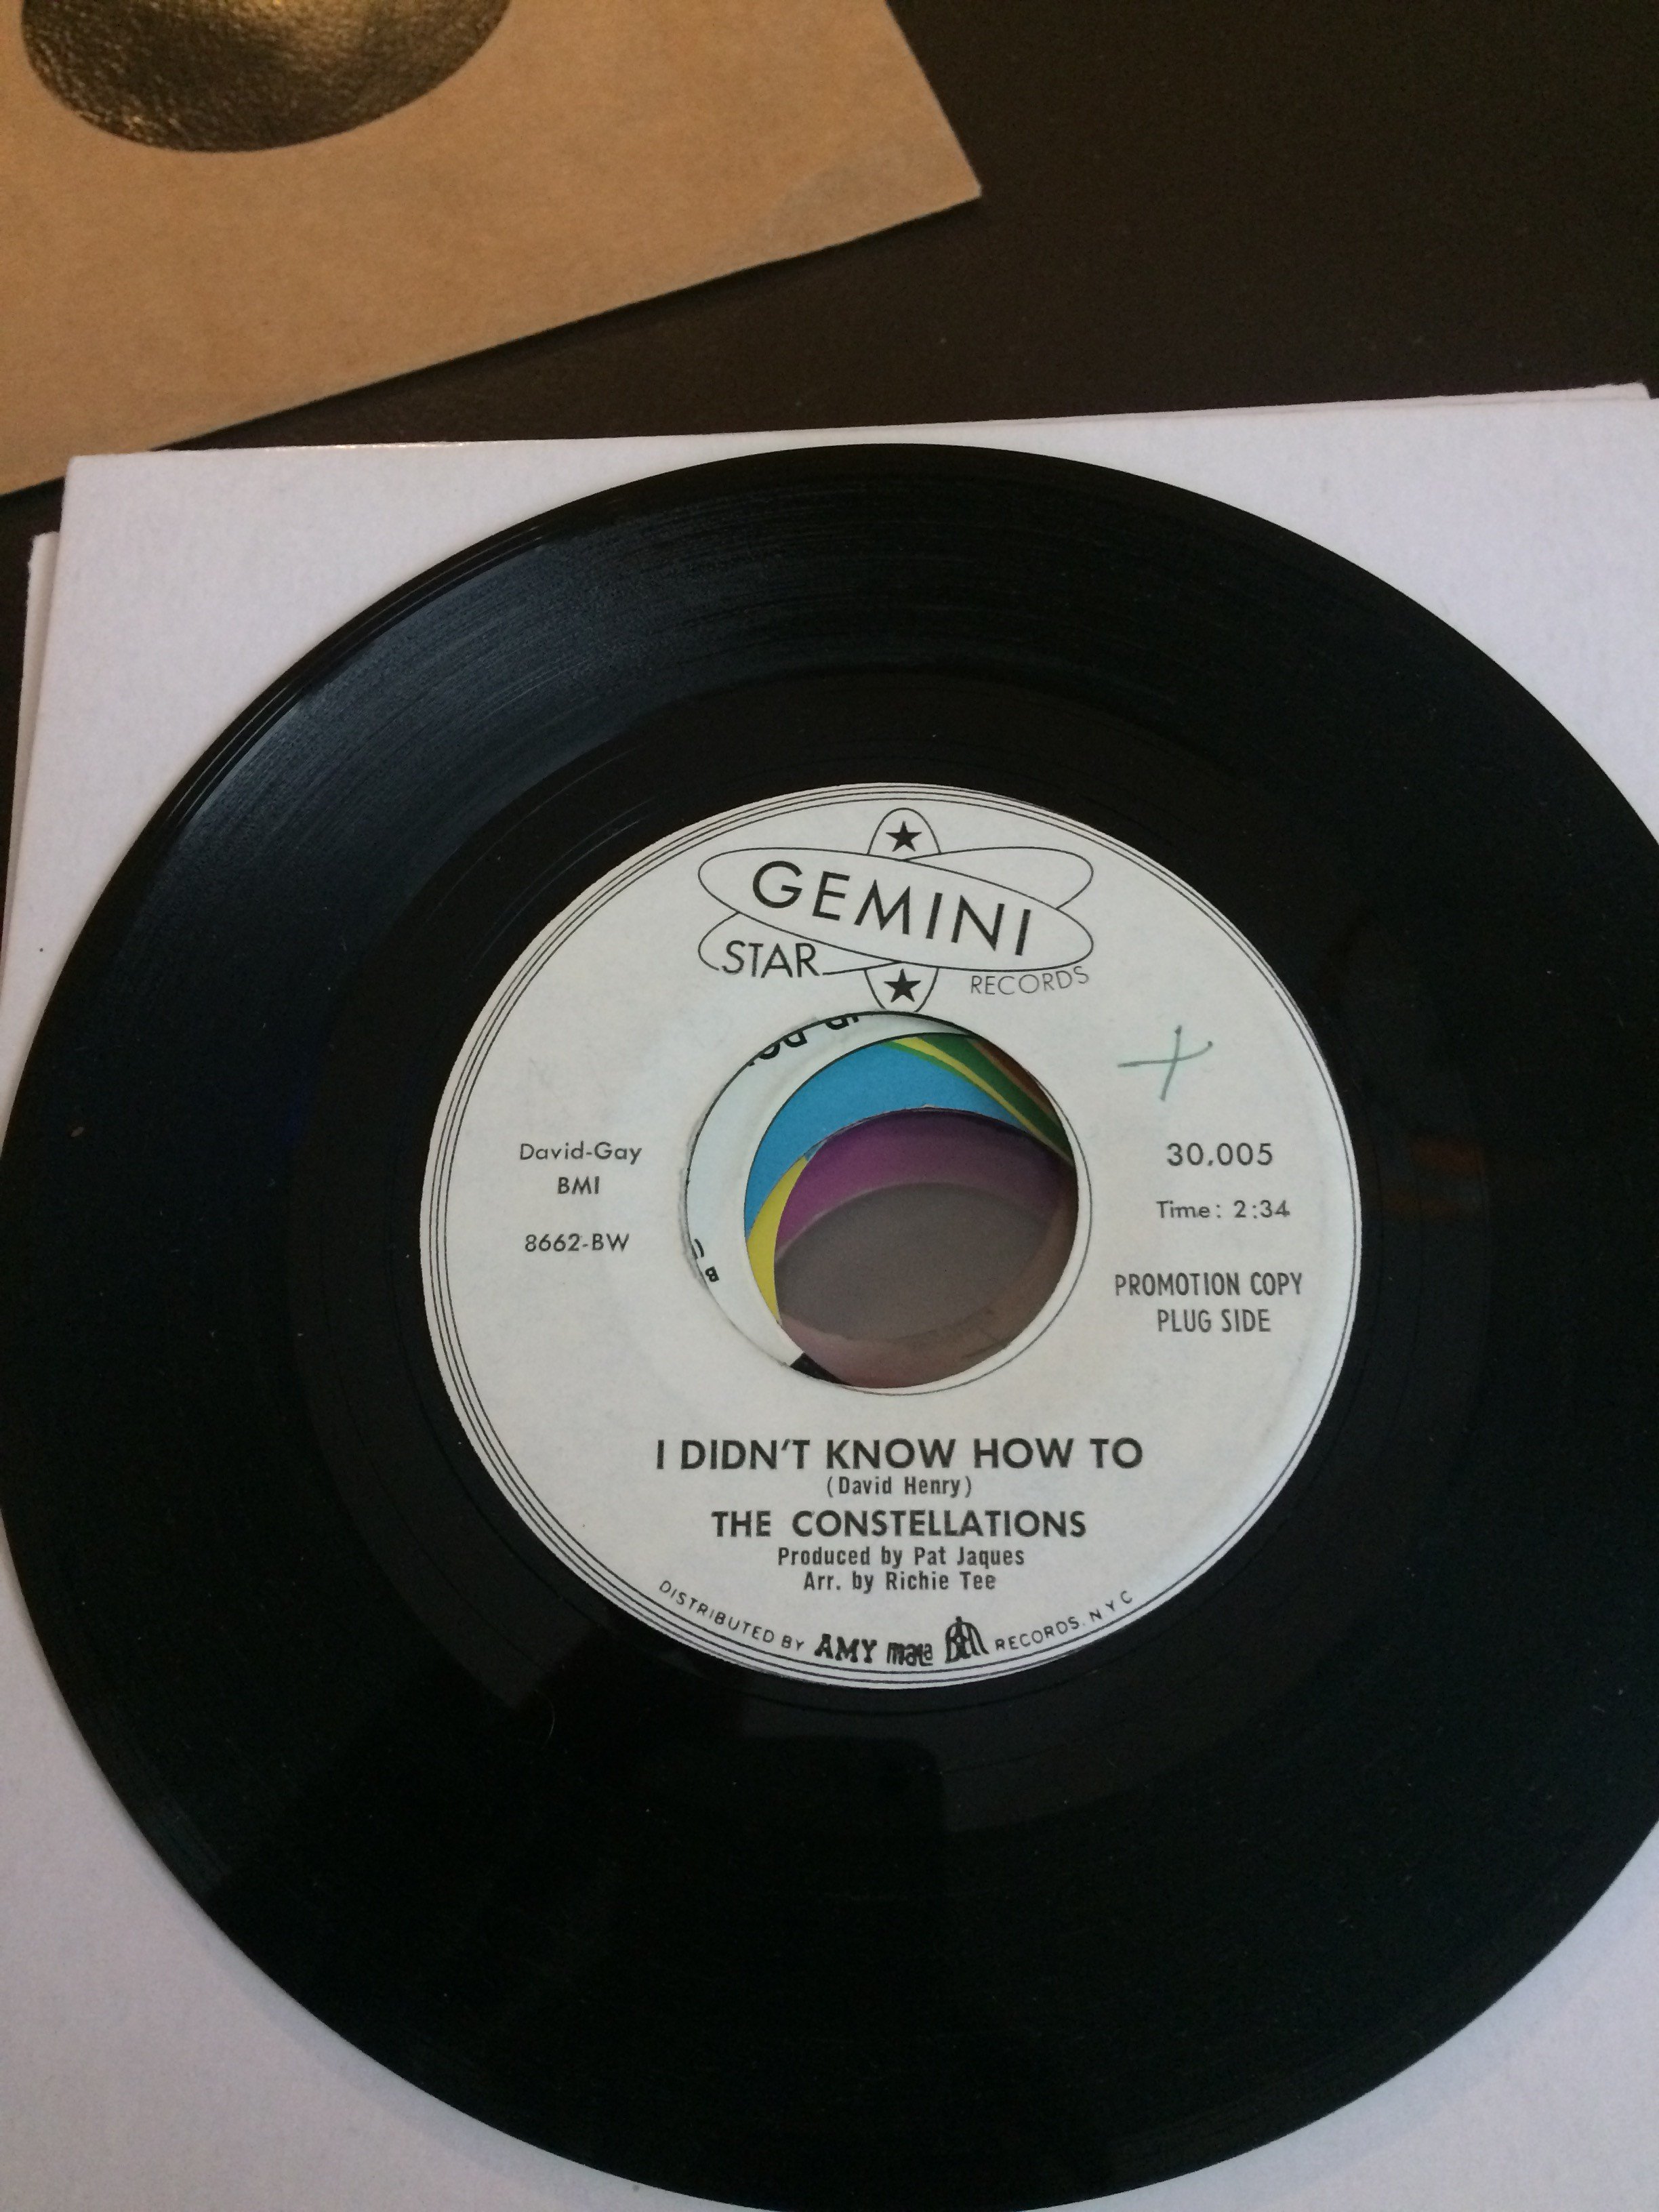 GEMINI
STAR
RECORDS
David-Gay
BMI
8662-BW
30,005
Time: 2:34
PROMOTION COPY
PLUG SIDE
I DIDN'T KNOW HOW TO
(David Henry)
THE CONSTELLATIONS
Produced by Pat Jaques
Arr. by Richie Tee
DISTRIBUTED BY AMY mala Bell RECORDS, N Y C